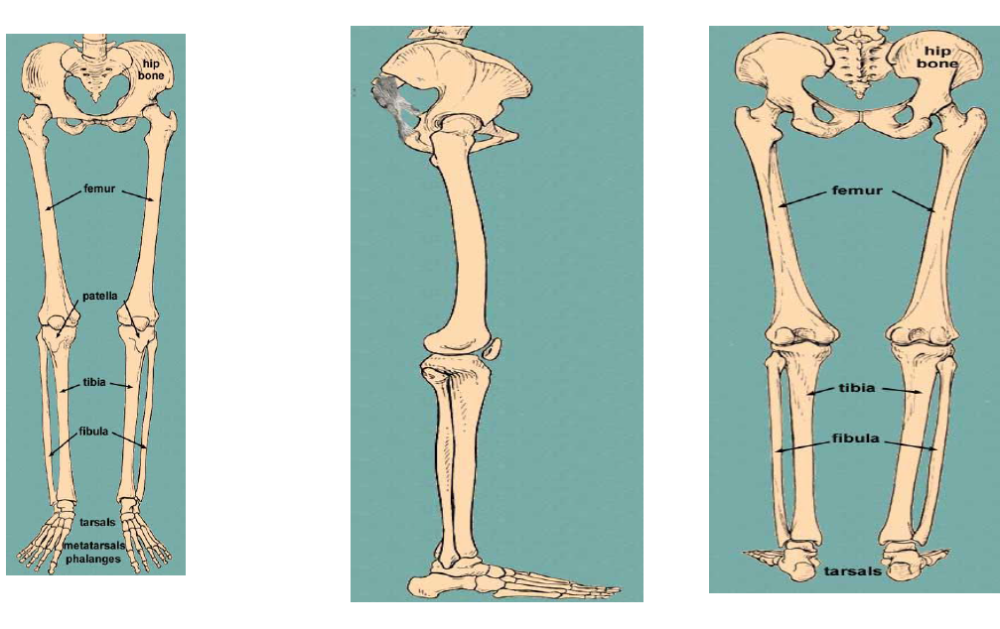 hip
bone
femur
patella
tibia
fibula
tarsals
metatarsals
phalanges
hip
bone
femur
tibia
fibula
tarsals